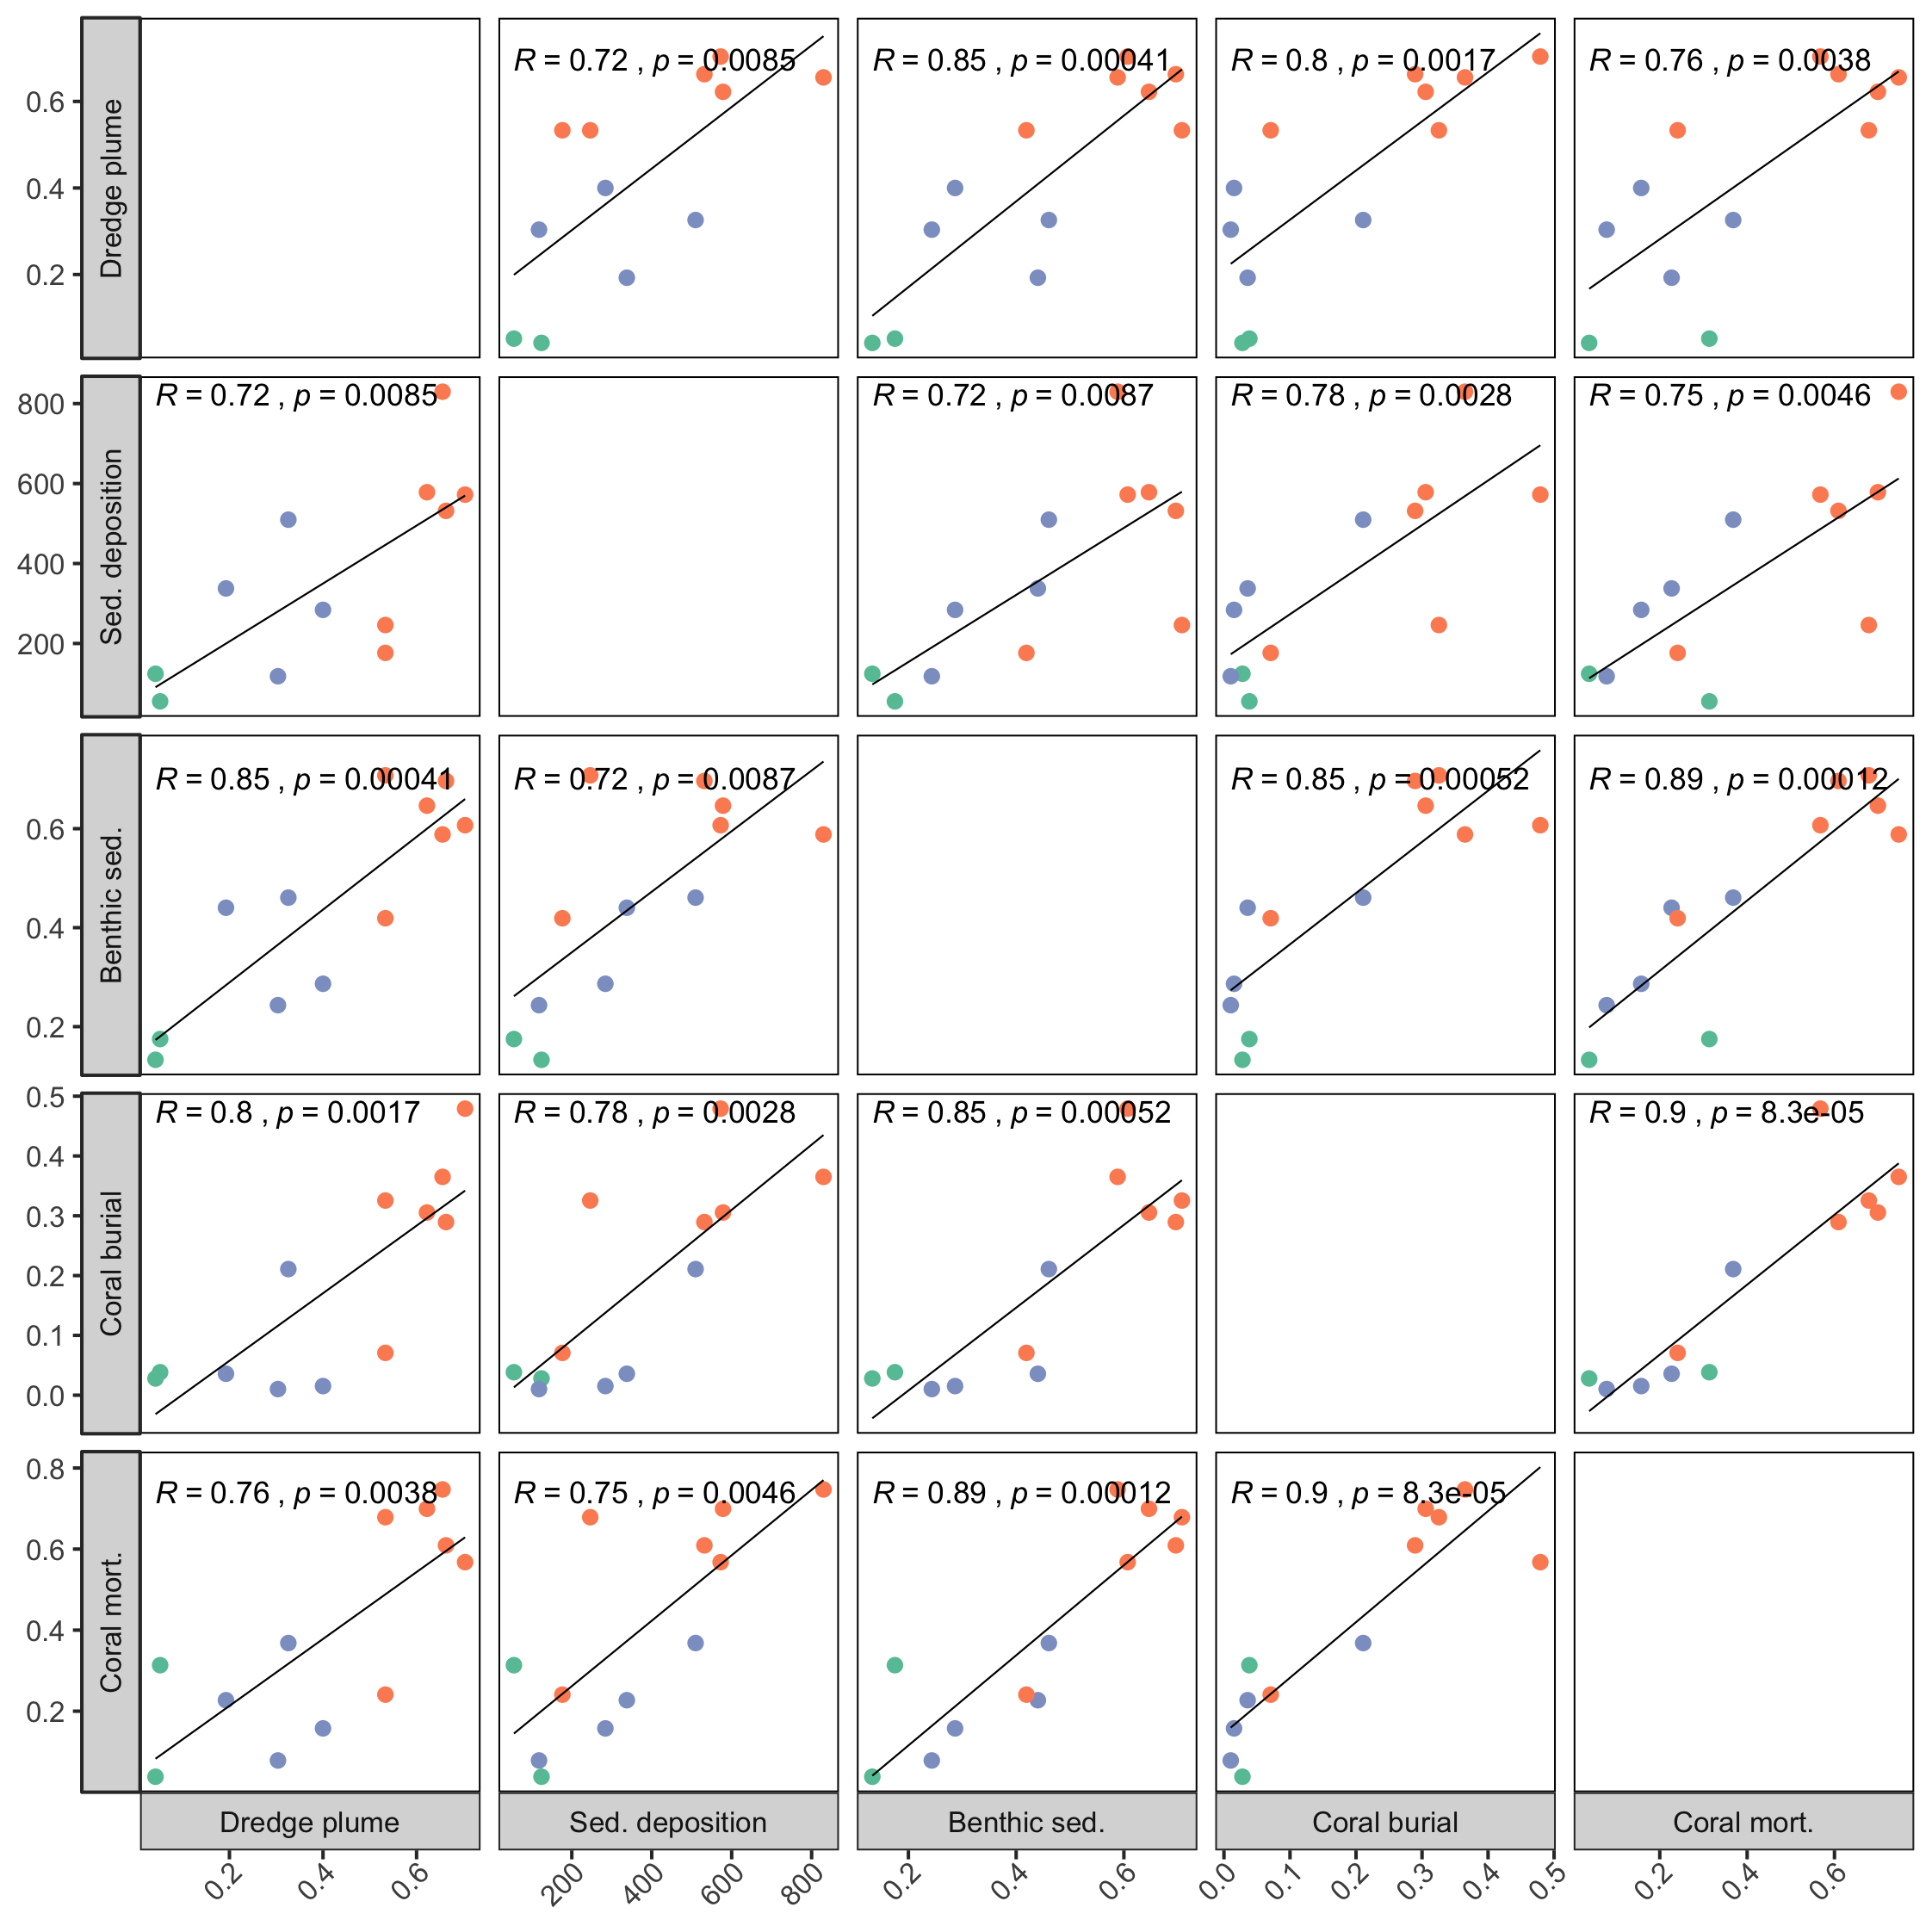 Dredge plume
0.6
0.4
0.2
R = 0.72 , p = 0.0085
R = 0.85 , p = 0.00041
R = 0.8 , p = 0.0017
R = 0.76 , p = 0.0038
Sed. deposition
800
600
400
200
R = 0.72 , p = 0.0085
R = 0.72 , p = 0.0087
R = 0.78 , p = 0.0028
R = 0.75 , p = 0.0046
Benthic sed.
0.6
0.4
0.2
R = 0.85 , p = 0.00041
R = 0.72 , p = 0.0087
R = 0.85 , p = 0.00052
R = 0.89 , p = 0.00012
Coral burial
0.5
0.4
0.3
0.2
0.1
0.0
R = 0.8 , p = 0.0017
R = 0.78 , p = 0.0028
R = 0.85 , p = 0.00052
R = 0.9 , p = 8.3e-05
Coral mort.
0.8
0.6
0.4
0.2
R = 0.76 , p = 0.0038
R = 0.75 , p = 0.0046
R = 0.89 , p = 0.00012
R = 0.9 , p = 8.3e-05
Dredge plume
Sed. deposition
Benthic sed.
Coral burial
Coral mort.
0.2 0.4 0.6
200 400 600 800
0.2 0.4 0.6
0.0 0.1 0.2 0.3 0.4 0.5
0.2 0.4 0.6